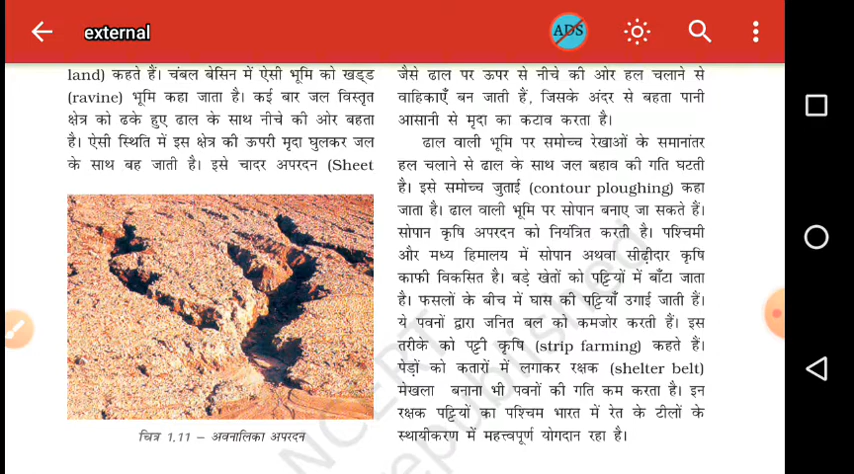 external
ADS
land) कहते हैं। चंबल बेसिन में ऐसी भूमि को खड्ड
(ravine) भूमि कहा जाता है। कई बार जल विस्तृत
क्षेत्र को ढके हुए ढाल के साथ नीचे की ओर बहता
है। ऐसी स्थिति में इस क्षेत्र की ऊपरी मृदा घुलकर जल
के साथ बह जाती है। इसे चादर अपरदन (Sheet
चित्र 1.11 – अवनालिका अपरदन
जैसे ढाल पर ऊपर से नीचे की ओर हल चलाने से
वाहिकाएँ बन जाती हैं, जिसके अंदर से बहता पानी
आसानी से मृदा का कटाव करता है।
ढाल वाली भूमि पर समोच्च रेखाओं के समानांतर
हल चलाने से ढाल के साथ जल बहाव की गति घटती
है। इसे समोच्च जुताई (contour ploughing) कहा
जाता है। ढाल वाली भूमि पर सोपान बनाए जा सकते हैं।
सोपान कृषि अपरदन को नियंत्रित करती है। पश्चिमी
और मध्य हिमालय में सोपान अथवा सीढ़ीदार कृषि
काफी विकसित है। बड़े खेतों को पट्टियों में बाँटा जाता
है। फसलों के बीच में घास की पट्टियाँ उगाई जाती हैं।
ये पवनों द्वारा जनित बल को कमजोर करती हैं। इस
तरीके को पट्टी कृषि (strip farming) कहते हैं।
पेड़ों को कतारों में लगाकर रक्षक (shelter belt)
मेखला बनाना भी पवनों की गति कम करता है। इन
रक्षक पट्टियों का पश्चिम भारत में रेत के टीलों के
स्थायीकरण में महत्त्वपूर्ण योगदान रहा है।
NCERT
republished